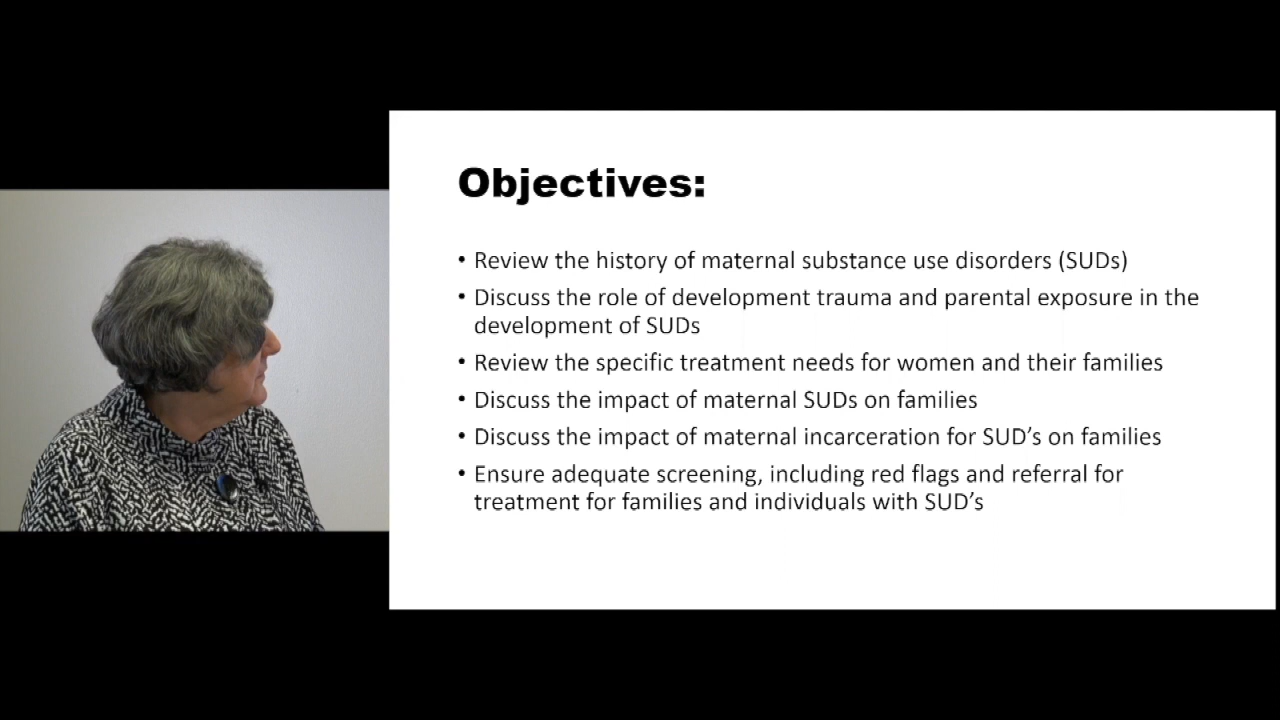 Objectives:
• Review the history of maternal substance use disorders (SUDs)
• Discuss the role of development trauma and parental exposure in the
development of SUDs
• Review the specific treatment needs for women and their families
• Discuss the impact of maternal SUDs on families
• Discuss the impact of maternal incarceration for SUD’s on families
• Ensure adequate screening, including red flags and referral for
treatment for families and individuals with SUD’s